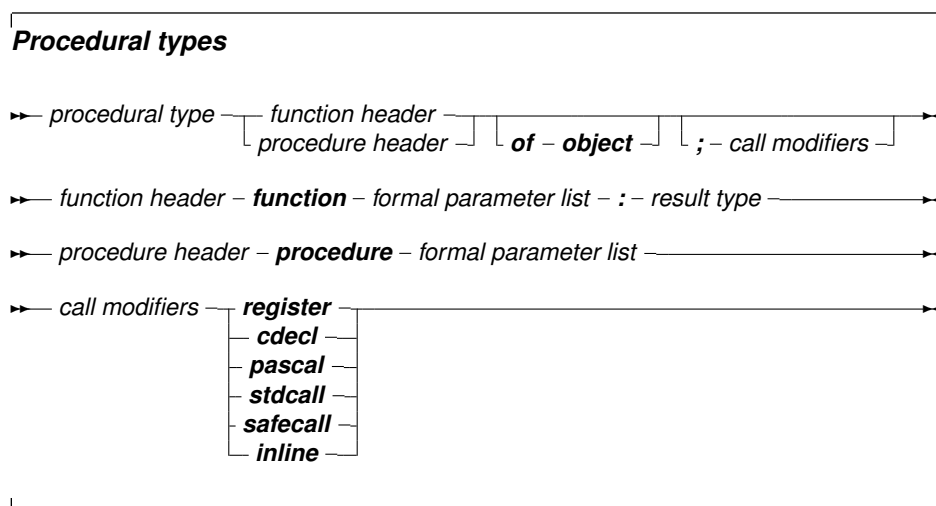 Procedural types
procedural type function header
procedure header of object ; call modifiers
function header function formal parameter list : result type
procedure header procedure formal parameter list
call modifiers register
cdecl
pascal
stdcall
safecall
inline